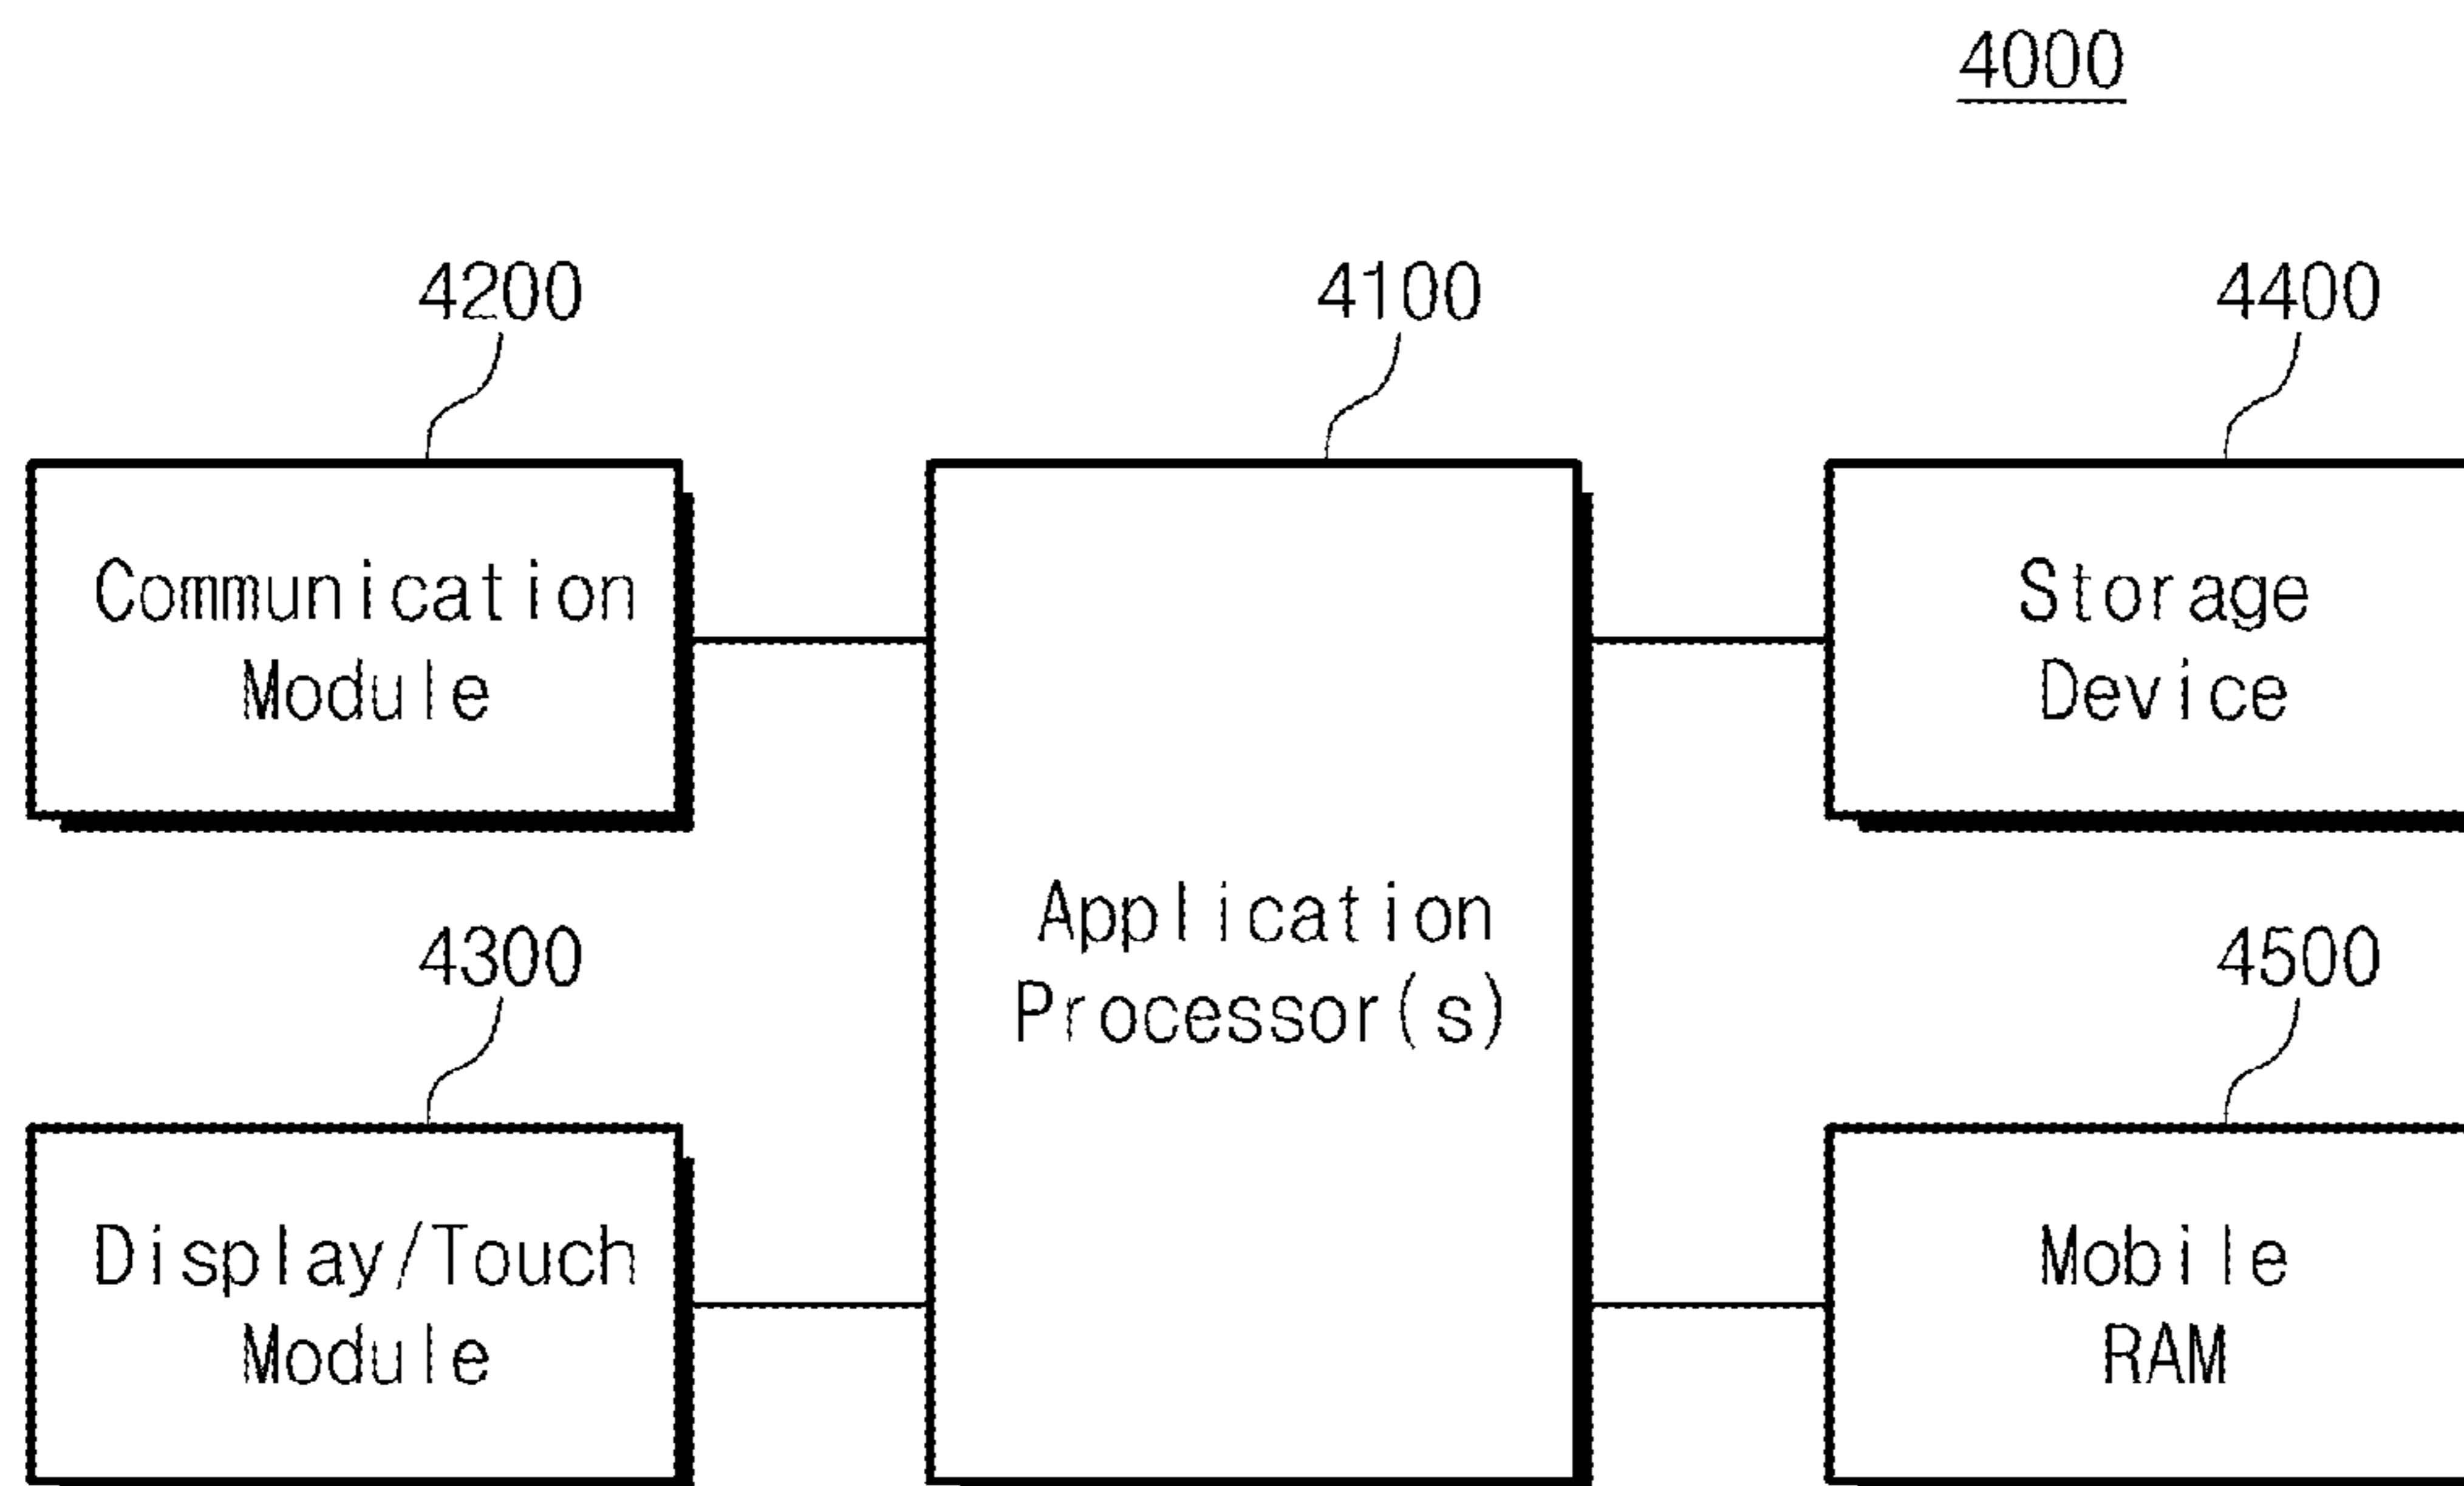 4000
4200
4100
4400
Communication
Module
Storage
Device
Application
Processor(s)
4300
4500
Display/Touch
Module
Mobile
RAM